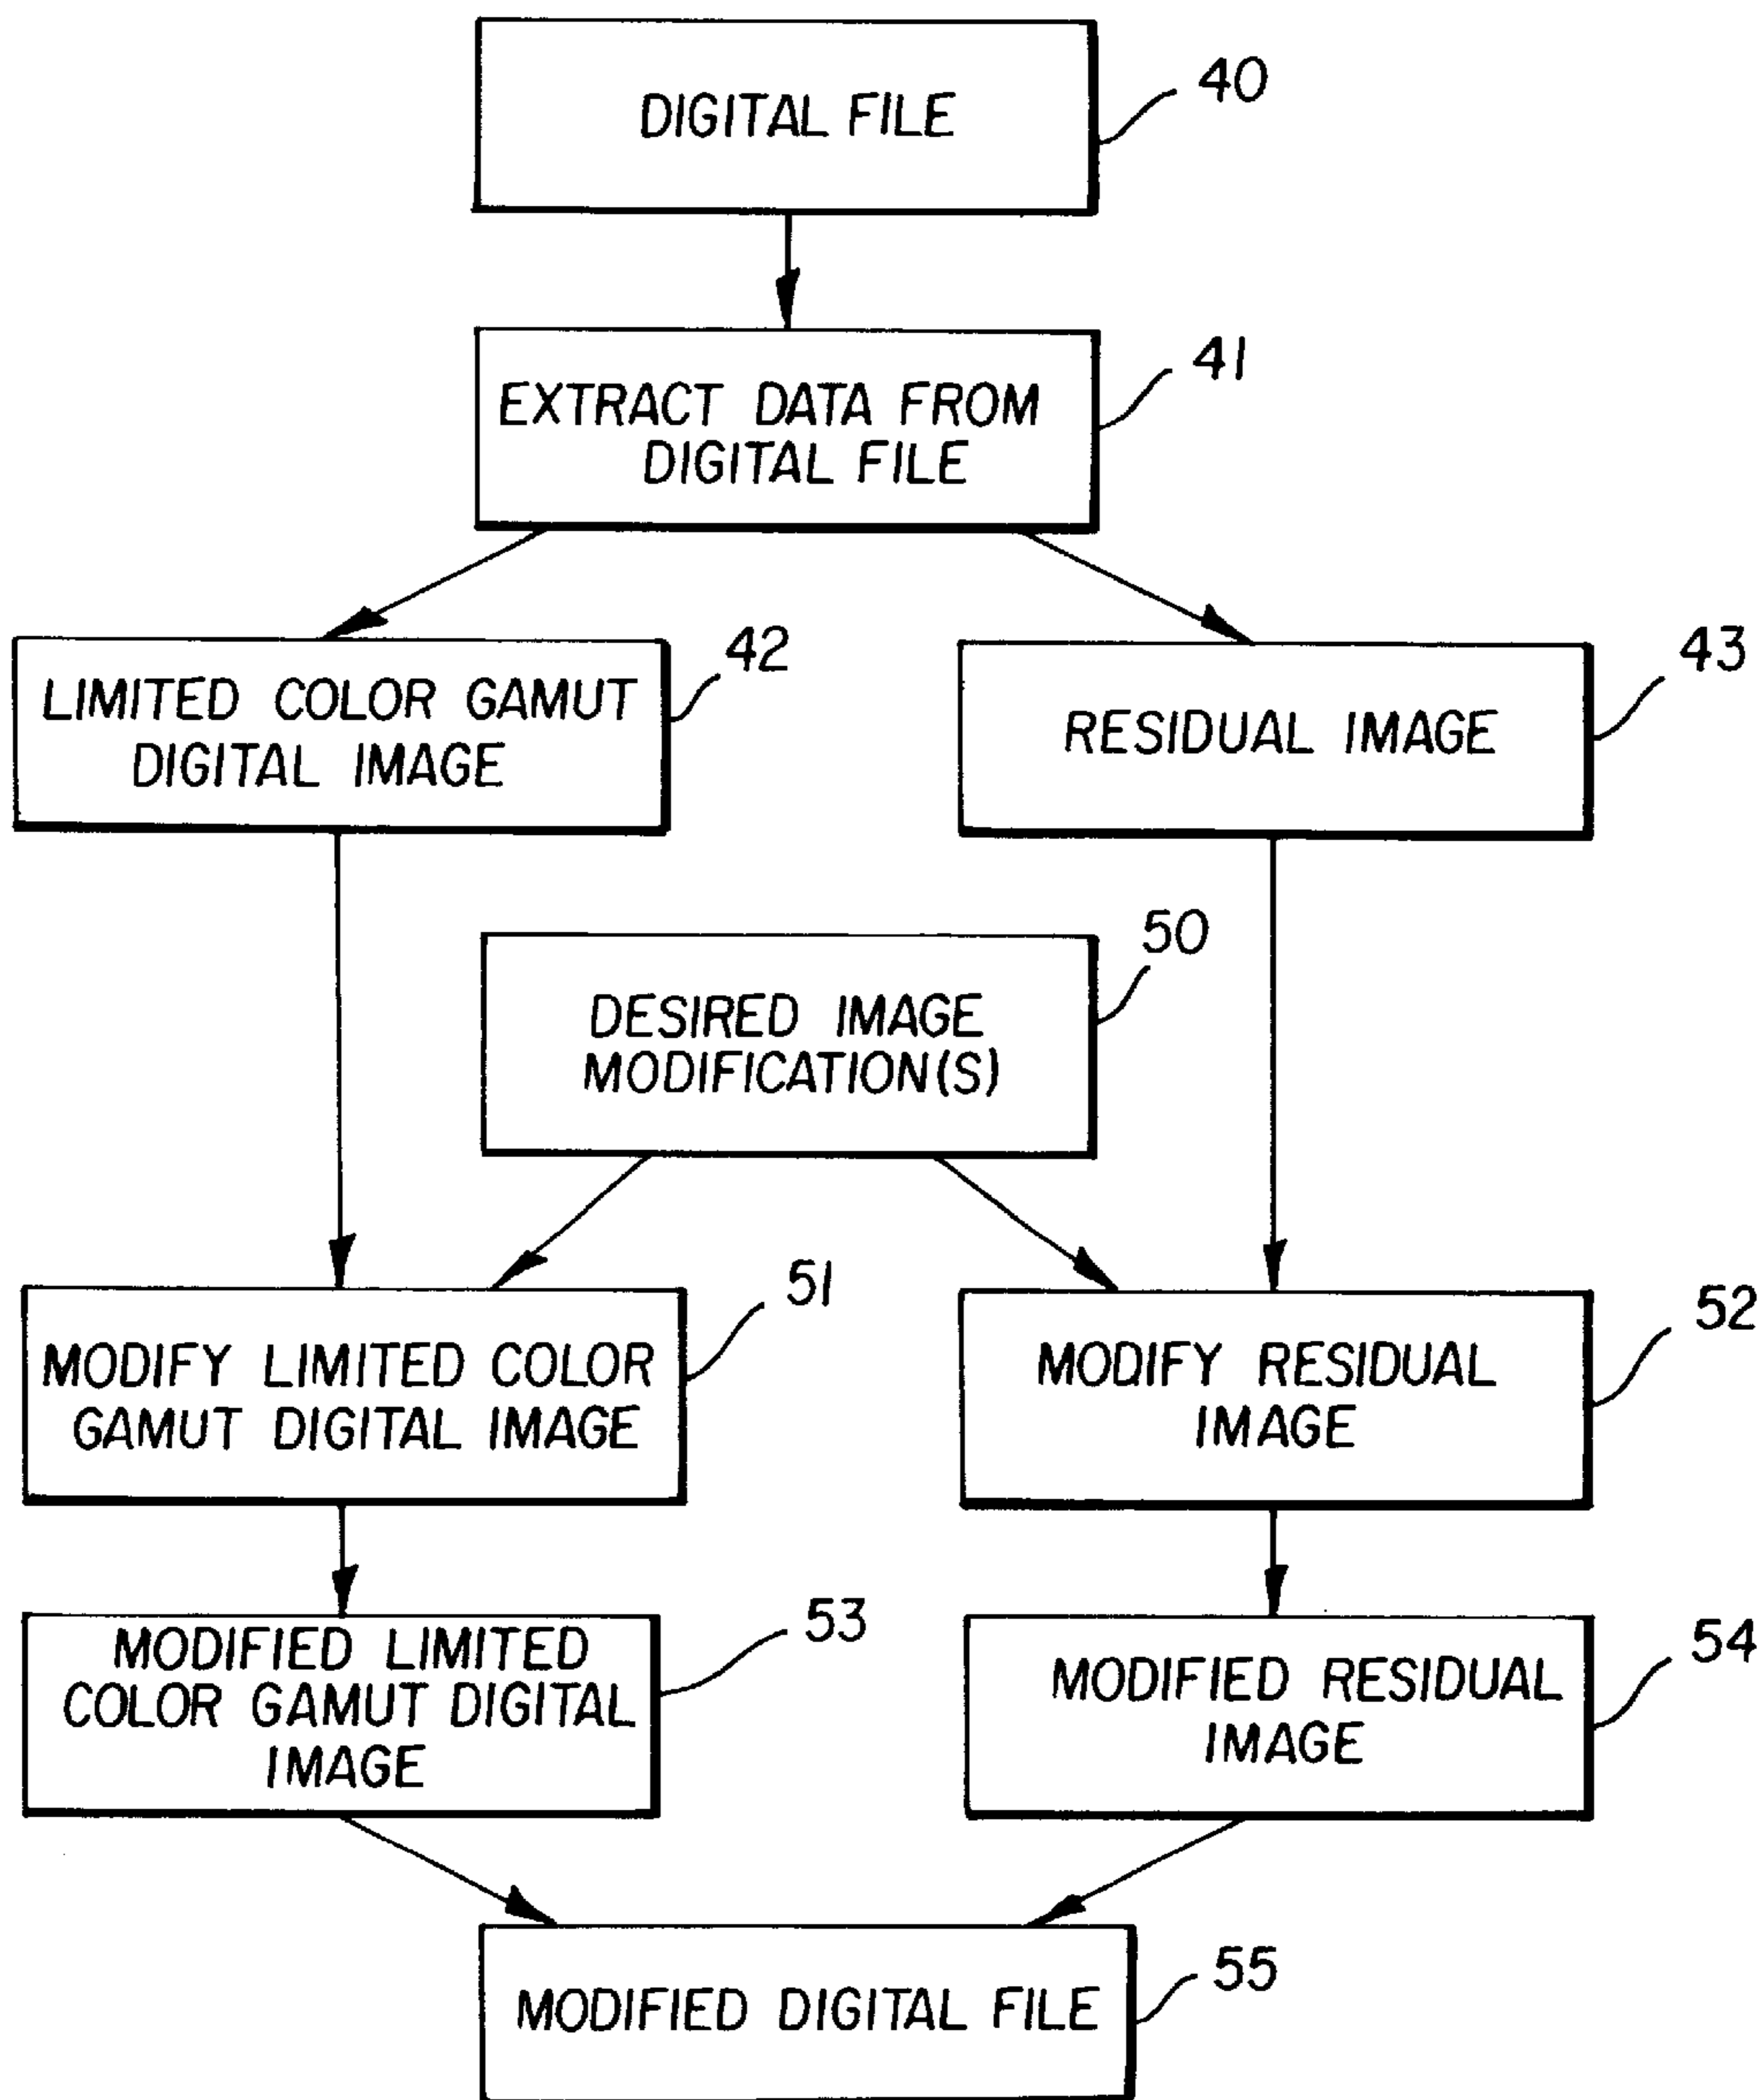 DIGITAL FILE
40
EXTRACT DATA FROM
DIGITAL FILE
41
LIMITED COLOR GAMUT
DIGITAL IMAGE
42
RESIDUAL IMAGE
43
DESIRED IMAGE
MODIFICATION(S)
50
MODIFY LIMITED COLOR
GAMUT DIGITAL IMAGE
51
MODIFY RESIDUAL
IMAGE
52
MODIFIED LIMITED
COLOR GAMUT DIGITAL
IMAGE
53
MODIFIED RESIDUAL
IMAGE
54
MODIFIED DIGITAL FILE
55